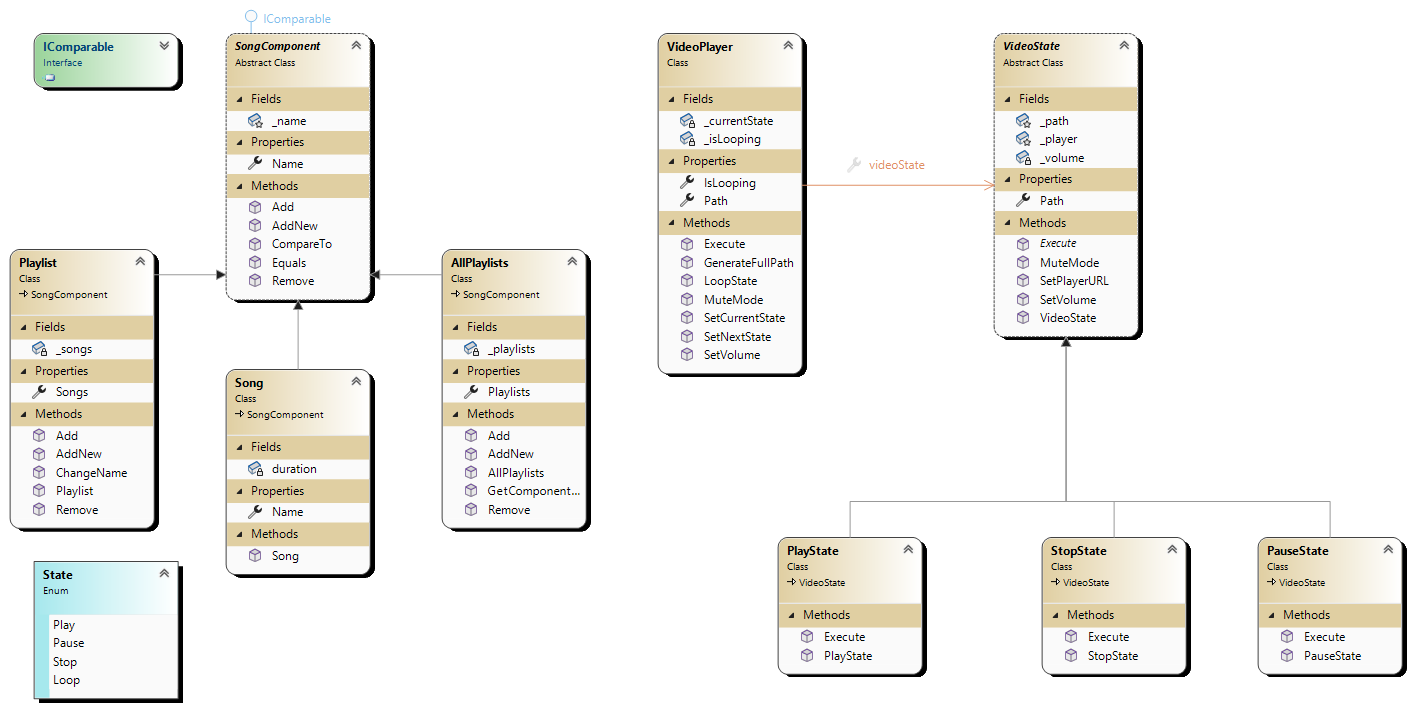 IComparable
IComparable
Interface
SongComponent
Abstract Class
Fields
_name
Properties
Name
Methods
Add
AddNew
CompareTo
Equals
Remove
Playlist
Class
SongComponent
Fields
_songs
Properties
Songs
Methods
Add
AddNew
ChangeName
Playlist
Remove
Song
Class
SongComponent
Fields
duration
Properties
Name
Methods
Song
AllPlaylists
Class
SongComponent
Fields
_playlists
Properties
Playlists
Methods
Add
AddNew
AllPlaylists
GetComponent...
Remove
State
Enum
Play
Pause
Stop
Loop
VideoPlayer
Class
Fields
_currentState
_isLooping
Properties
IsLooping
Path
Methods
Execute
GenerateFullPath
LoopState
MuteMode
SetCurrentState
SetNextState
SetVolume
videoState
VideoState
Abstract Class
Fields
_path
_player
_volume
Properties
Path
Methods
Execute
MuteMode
SetPlayerURL
SetVolume
VideoState
PlayState
Class
VideoState
Methods
Execute
PlayState
StopState
Class
VideoState
Methods
Execute
StopState
PauseState
Class
VideoState
Methods
Execute
PauseState